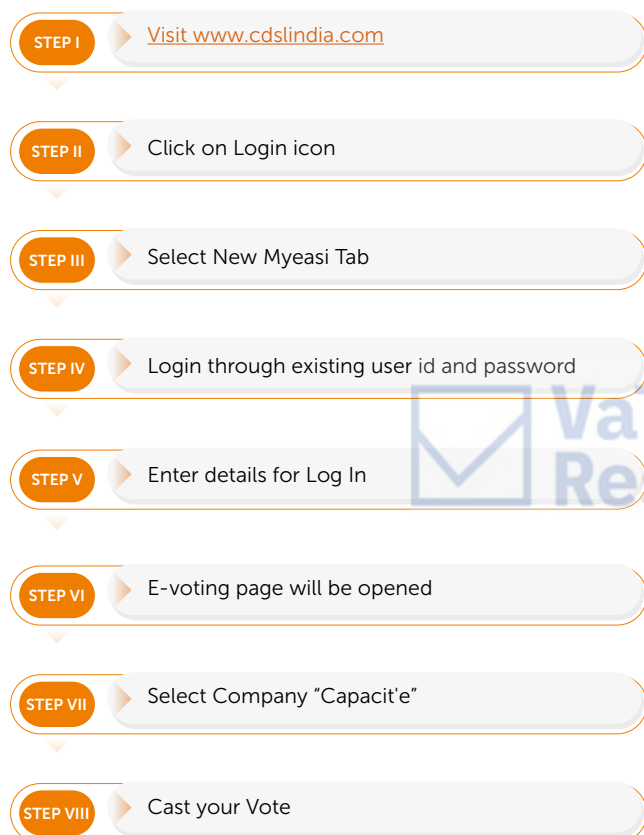 STEP I
Visit www.cdslindia.com
STEP II
Click on Login icon
STEP III
Select New Myeasi Tab
STEP IV
Login through existing user id and password
STEP V
Enter details for Log In
STEP VI
E-voting page will be opened
STEP VII
Select Company “Capacit'e”
STEP VIII
Cast your Vote